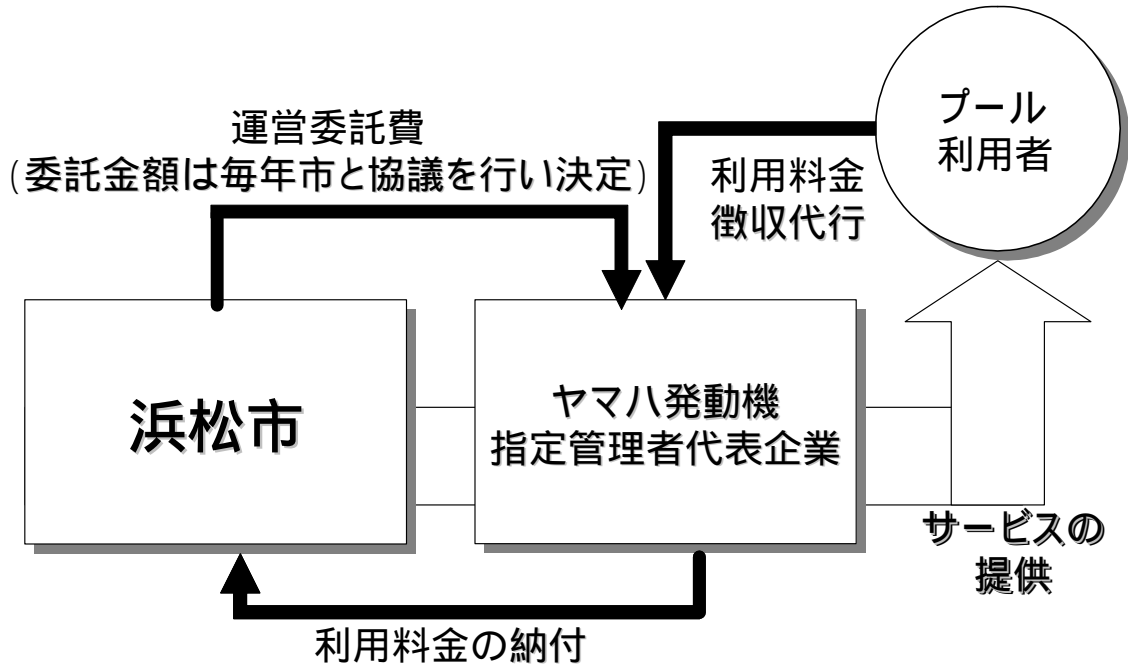 運営委託費
(委託金額は毎年市と協議を行い決定)
プール
利用者
利用料金
徴収代行
浜松市
ヤマハ発動機
指定管理者代表企業
サービスの
提供
利用料金の納付